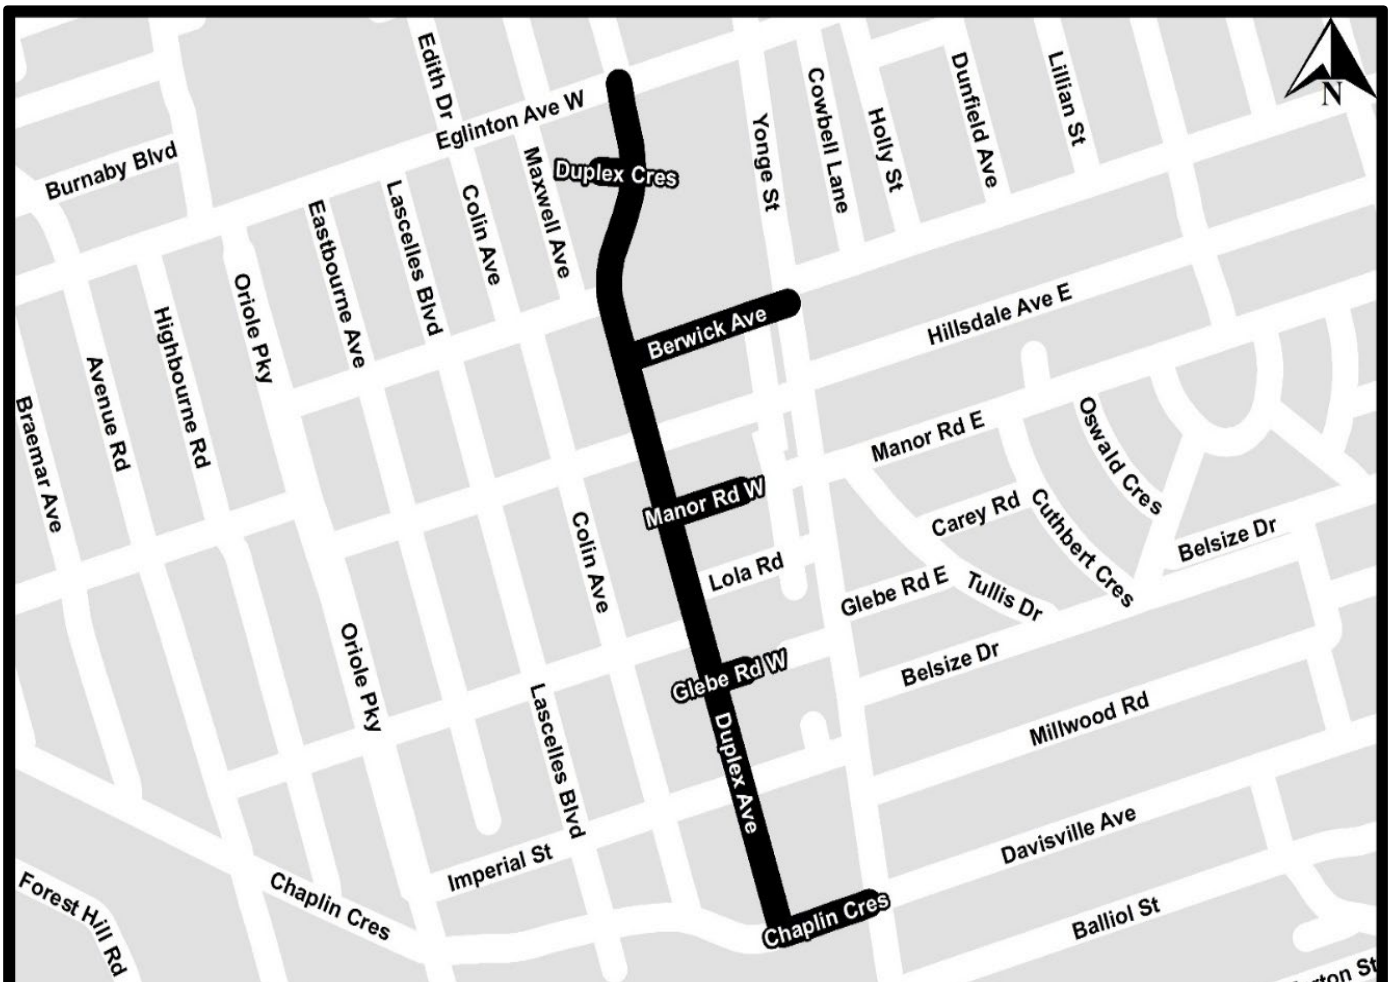 Edith Dr
Eglinton Ave W
Burnaby Blvd
Duplex Cres
Maxwell Ave
Yonge St
Cowbell Lane
Holly St
Dunfield Ave
Lillian St
N
Lascelles Blvd
Colin Ave
Eastbourne Ave
Oriole Pky
Highbourne Rd
Avenue Rd
Braemar Ave
Berwick Ave
Hillsdale Ave E
Manor Rd E
Oswald Cres
Manor Rd W
Carey Rd
Cuthbert Cres
Belsize Dr
Colin Ave
Lola Rd
Glebe Rd E
Tullis Dr
Oriole Pky
Glebe Rd W
Belsize Dr
Lascelles Blvd
Duplex Ave
Millwood Rd
Imperial St
Davisville Ave
Forest Hill Rd
Chaplin Cres
Chaplin Cres
Balliol St
rton St